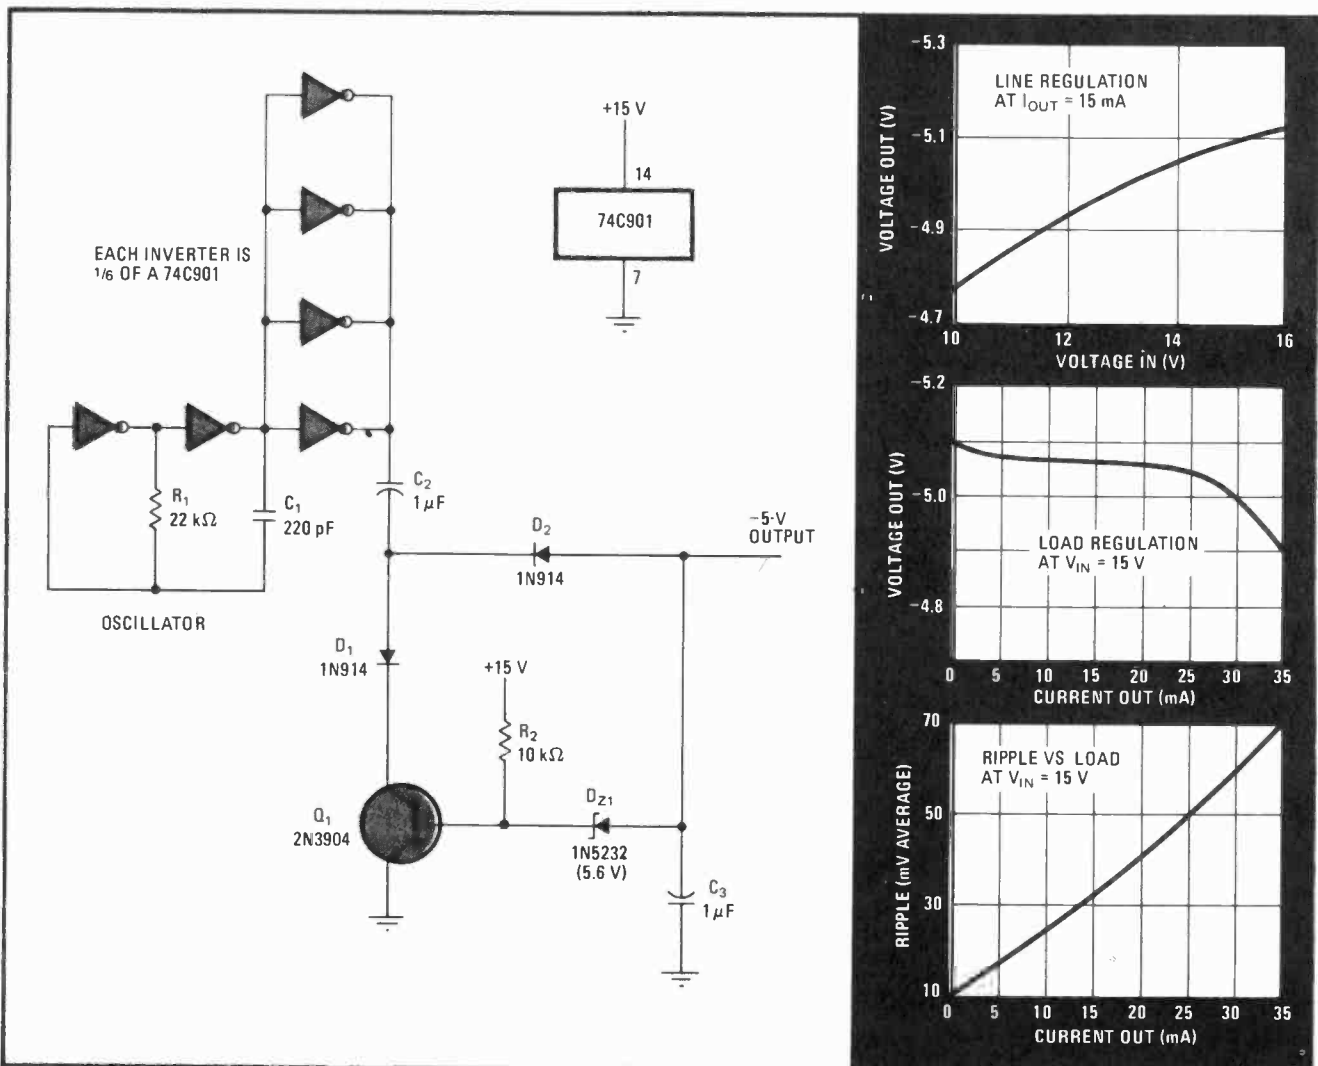 EACH INVERTER IS
1/6 OF A 74C901
+15 V
14
74C901
7
R1
22 kΩ
C1
220 pF
OSCILLATOR
C2
1 µF
D2
1N914
-5-V
OUTPUT
D1
1N914
+15 V
R2
10 kΩ
DZ1
1N5232
(5.6 V)
Q1
2N3904
C3
1 µF
LINE REGULATION
AT IOUT = 15 mA
VOLTAGE OUT (V)
-5.3
-5.1
-4.9
-4.7
10
12
14
16
VOLTAGE IN (V)
LOAD REGULATION
AT VIN = 15 V
VOLTAGE OUT (V)
-5.2
-5.0
-4.8
0
5
10
15
20
25
30
35
CURRENT OUT (mA)
RIPPLE VS LOAD
AT VIN = 15 V
RIPPLE (mV AVERAGE)
70
50
30
10
0
5
10
15
20
25
30
35
CURRENT OUT (mA)